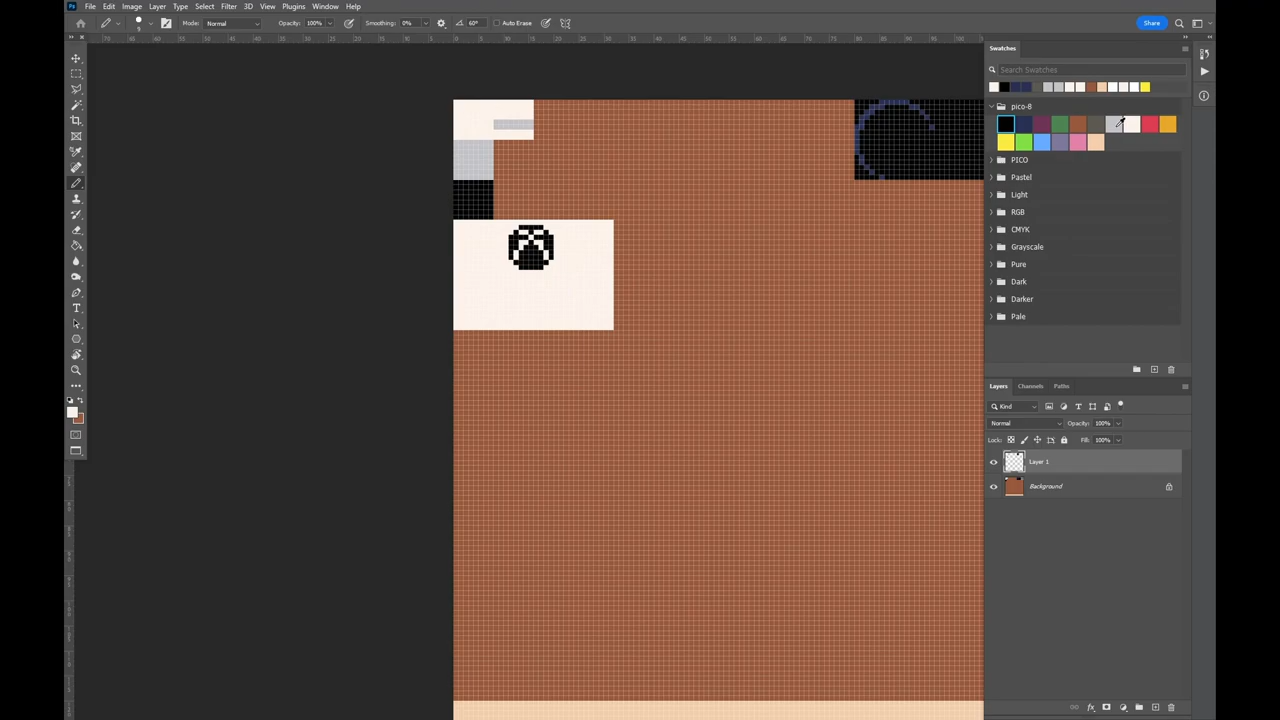 Ps File Edit Image Layer Type Select Filter 3D View Plugins Window Help
Mode: Normal Opacity: 100% Smoothing: 0% 60° Auto Erase Share
Swatches
Search Swatches
pico-8
PICO
Pastel
Light
RGB
CMYK
Grayscale
Pure
Dark
Darker
Pale
Layers Channels Paths
Kind
Normal Opacity: 100%
Lock: Fill: 100%
Layer 1
Background